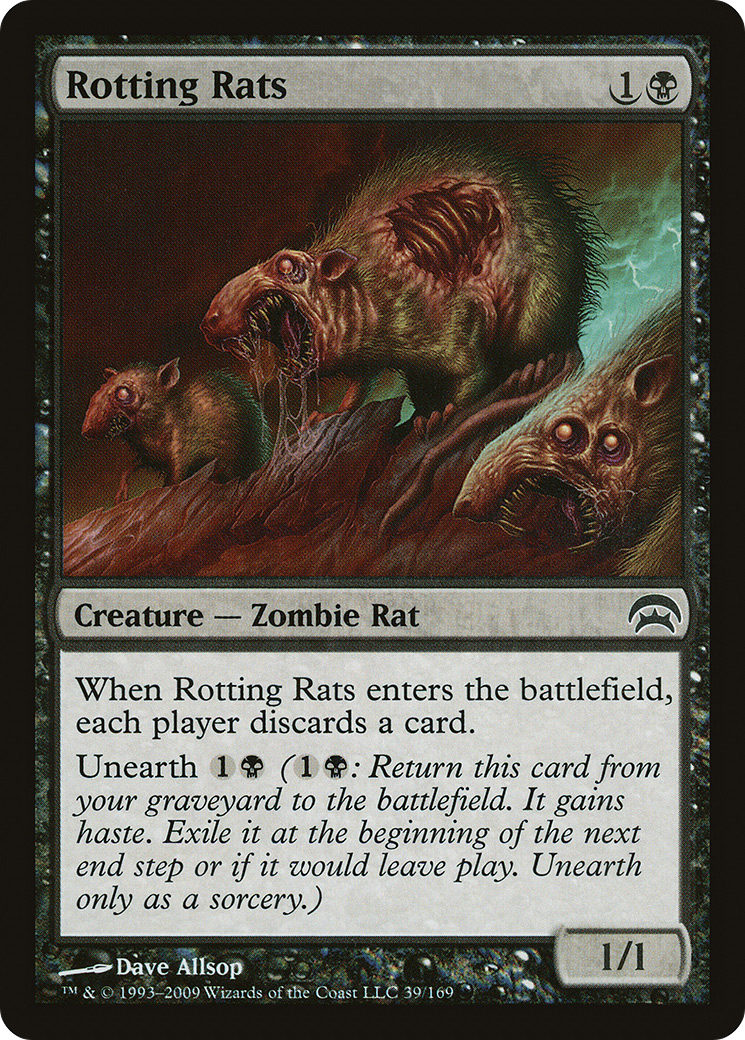 Rotting Rats 1
Creature — Zombie Rat
When Rotting Rats enters the battlefield,
each player discards a card.
Unearth 1 (1: Return this card from
your graveyard to the battlefield. It gains
haste. Exile it at the beginning of the next
end step or if it would leave play. Unearth
only as a sorcery.)
1/1
Dave Allsop
™ & © 1993–2009 Wizards of the Coast LLC 39/169